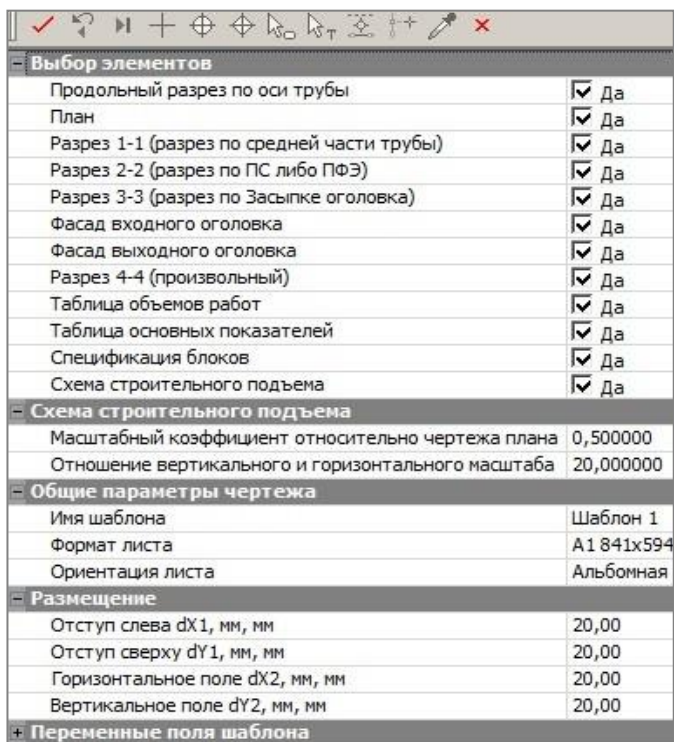 Выбор элементов
Продольный разрез по оси трубы Да
План Да
Разрез 1-1 (разрез по средней части трубы) Да
Разрез 2-2 (разрез по ПС либо ПФЭ) Да
Разрез 3-3 (разрез по Засыпке оголовка) Да
Фасад входного оголовка Да
Фасад выходного оголовка Да
Разрез 4-4 (произвольный) Да
Таблица объемов работ Да
Таблица основных показателей Да
Спецификация блоков Да
Схема строительного подъема Да
Схема строительного подъема
Масштабный коэффициент относительно чертежа плана 0,500000
Отношение вертикального и горизонтального масштаба 20,000000
Общие параметры чертежа
Имя шаблона Шаблон 1
Формат листа А1 841x594
Ориентация листа Альбомная
Размещение
Отступ слева dX1, мм, мм 20,00
Отступ сверху dY1, мм, мм 20,00
Горизонтальное поле dX2, мм, мм 20,00
Вертикальное поле dY2, мм, мм 20,00
Переменные поля шаблона